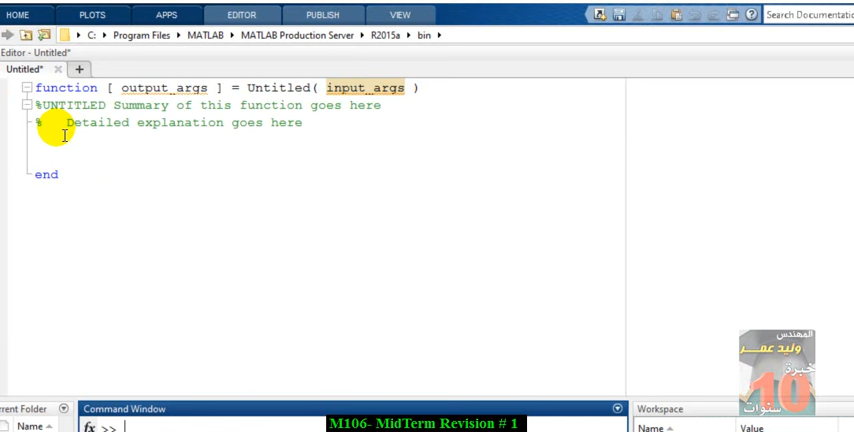 HOME PLOTS APPS EDITOR PUBLISH VIEW Search Documentatio
C: Program Files MATLAB MATLAB Production Server R2015a bin
Editor - Untitled*
Untitled* × +
function [ output_args ] = Untitled( input_args )
%UNTITLED Summary of this function goes here
% Detailed explanation goes here
end
المهندس
وليد عمر
خبرة
10
سنوات
rrent Folder Command Window Workspace
Name fx >> Name Value
M106- MidTerm Revision # 1